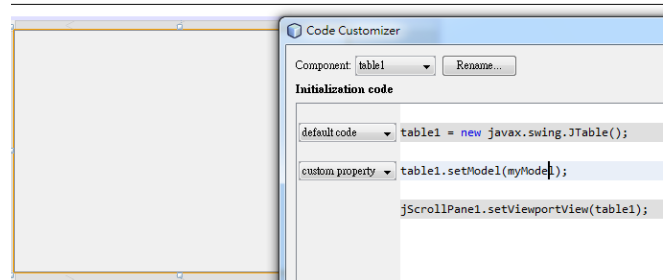 Code Customizer
Component: table1 Rename...
Initialization code
default code table1 = new javax.swing.JTable();
custom property table1.setModel(myModel);
jScrollPane1.setViewportView(table1);